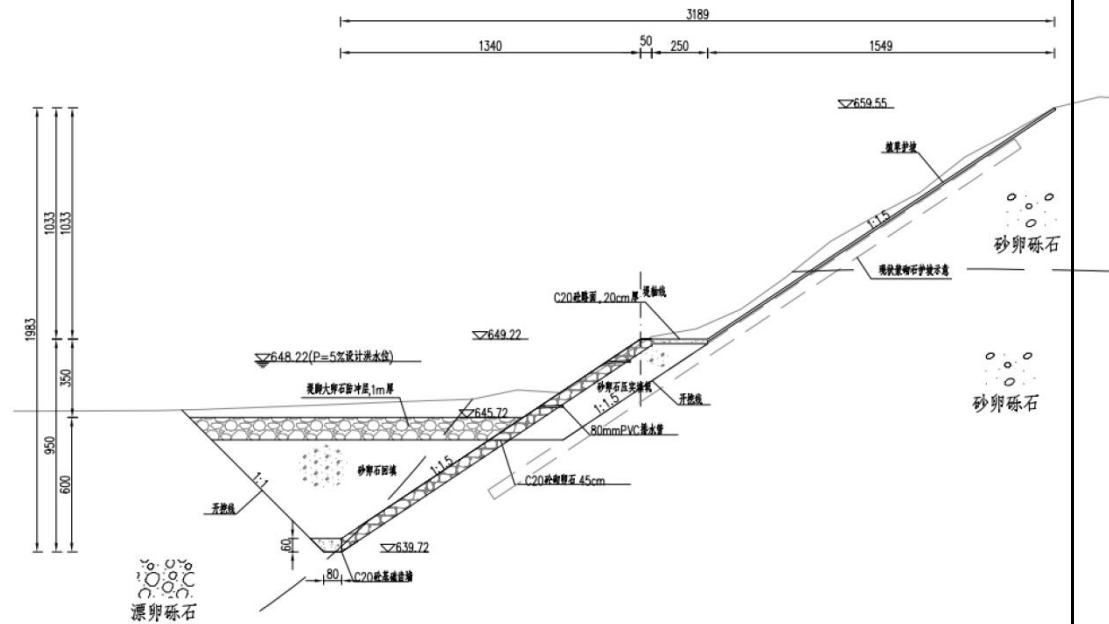 3189
1340
50
250
1549
659.55
植草护坡
1:1.5
砂卵砾石
现状浆砌石护坡示意
C20砼路面,20cm厚
堤轴线
649.22
648.22(P=5%设计洪水位)
堤脚大卵石防冲层,1m厚
645.72
砂卵石压实填筑
1:1.5
开挖线
80mmPVC排水管
砂卵砾石
砂卵石回填
1:1.5
C20砼砌卵石 45cm
1:1
开挖线
639.72
60
80
C20砼基础齿墙
漂卵砾石
1033
1033
1983
350
950
600